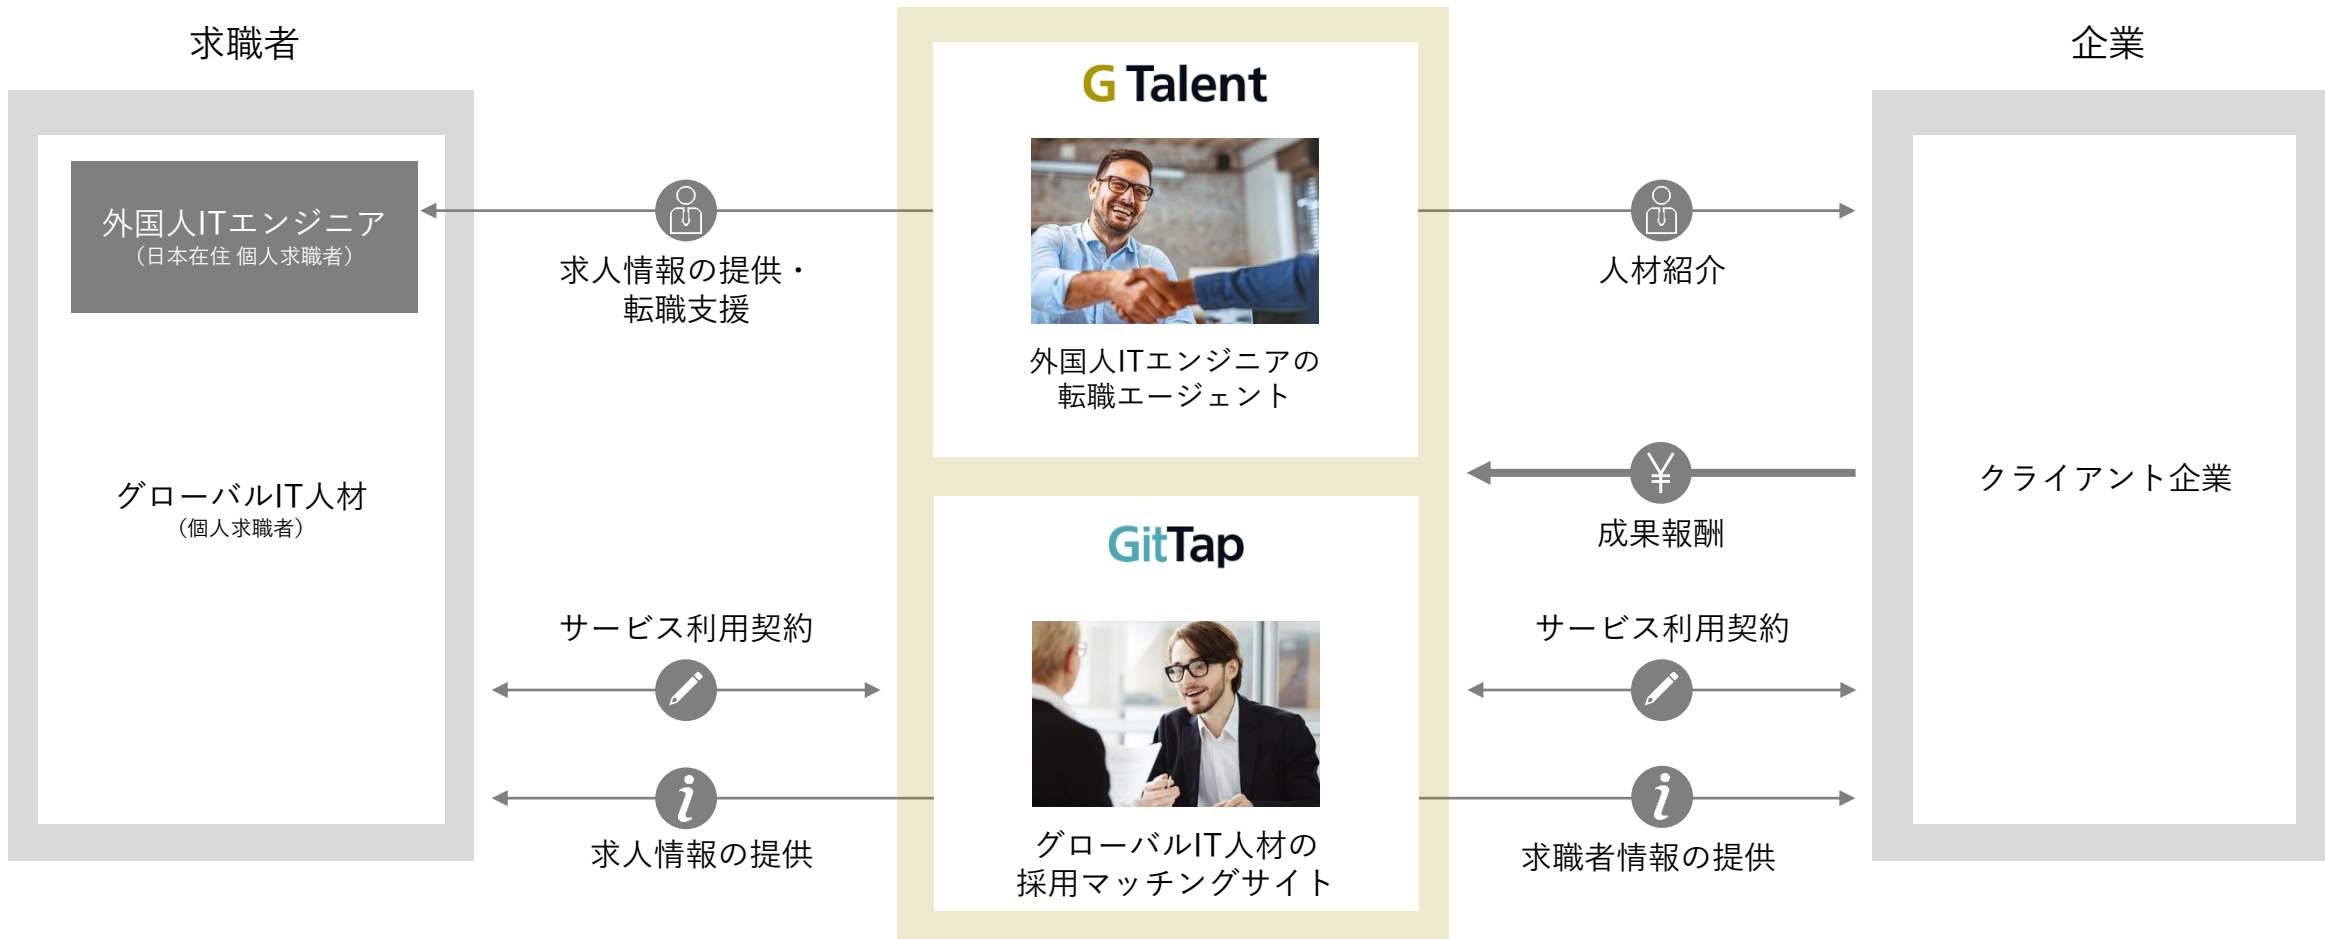 求職者
外国人ITエンジニア
（日本在住 個人求職者）
グローバルIT人材
（個人求職者）
求人情報の提供・
転職支援
サービス利用契約
求人情報の提供
G Talent
外国人ITエンジニアの
転職エージェント
GitTap
グローバルIT人材の
採用マッチングサイト
人材紹介
¥
成果報酬
サービス利用契約
求職者情報の提供
企業
クライアント企業